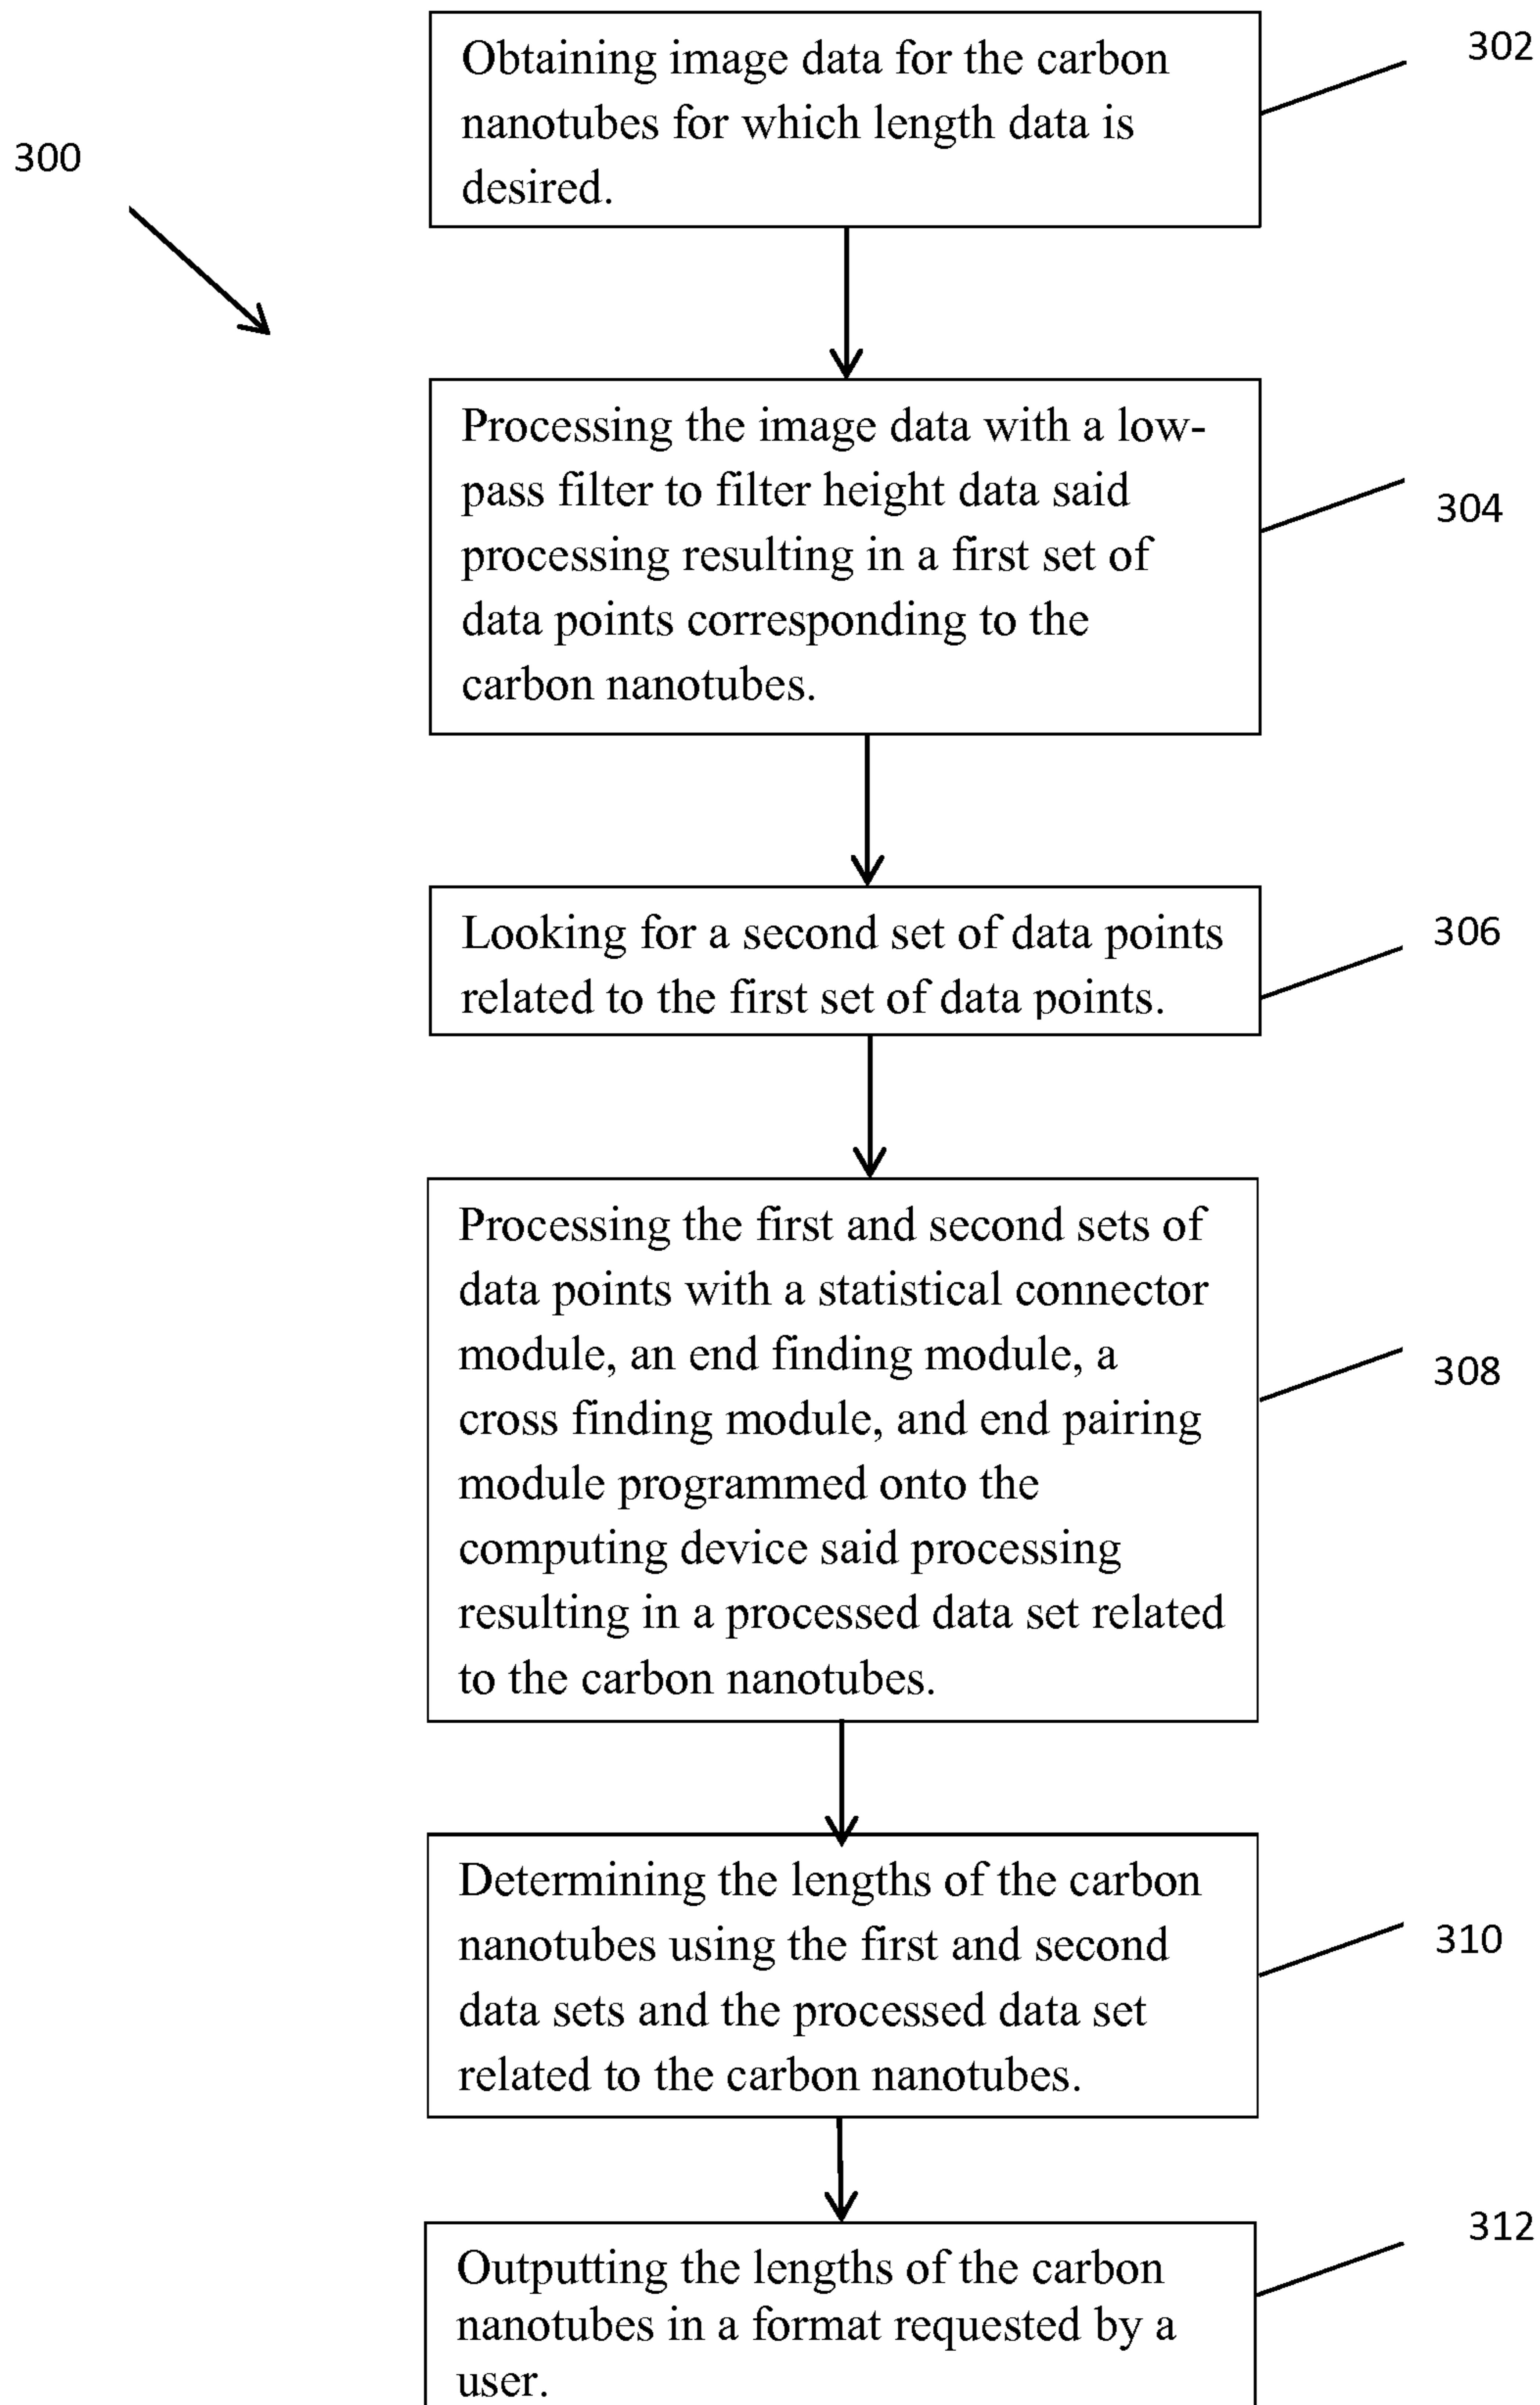 302
Obtaining image data for the carbon
nanotubes for which length data is
desired.
300
Processing the image data with a low-
pass filter to filter height data said
processing resulting in a first set of
data points corresponding to the
carbon nanotubes.
304
Looking for a second set of data points
related to the first set of data points.
306
Processing the first and second sets of
data points with a statistical connector
module, an end finding module, a
cross finding module, and end pairing
module programmed onto the
computing device said processing
resulting in a processed data set related
to the carbon nanotubes.
308
Determining the lengths of the carbon
nanotubes using the first and second
data sets and the processed data set
related to the carbon nanotubes.
310
Outputting the lengths of the carbon
nanotubes in a format requested by a
user.
312